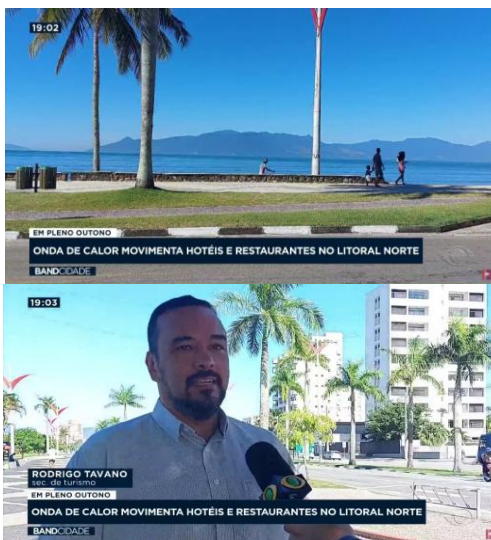 19:02
EM PLENO OUTONO
ONDA DE CALOR MOVIMENTA HOTÉIS E RESTAURANTES NO LITORAL NORTE
BANDCIDADE
19:03
RODRIGO TAVANO
sec. de turismo
EM PLENO OUTONO
ONDA DE CALOR MOVIMENTA HOTÉIS E RESTAURANTES NO LITORAL NORTE
BANDCIDADE